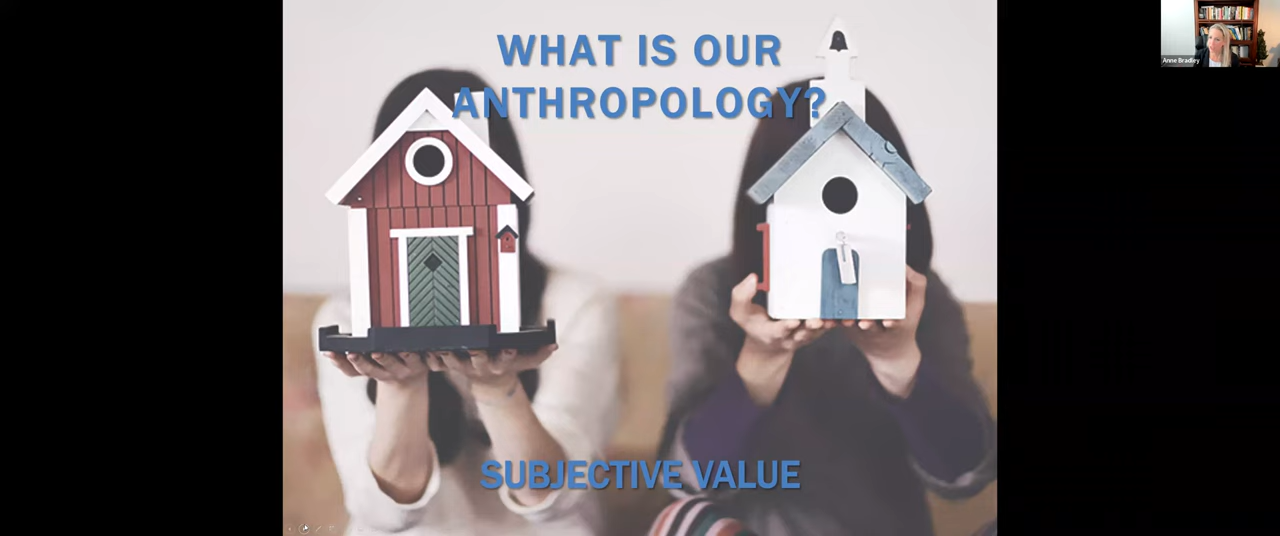 WHAT IS OUR
ANTHROPOLOGY?
SUBJECTIVE VALUE
Anne Bradley